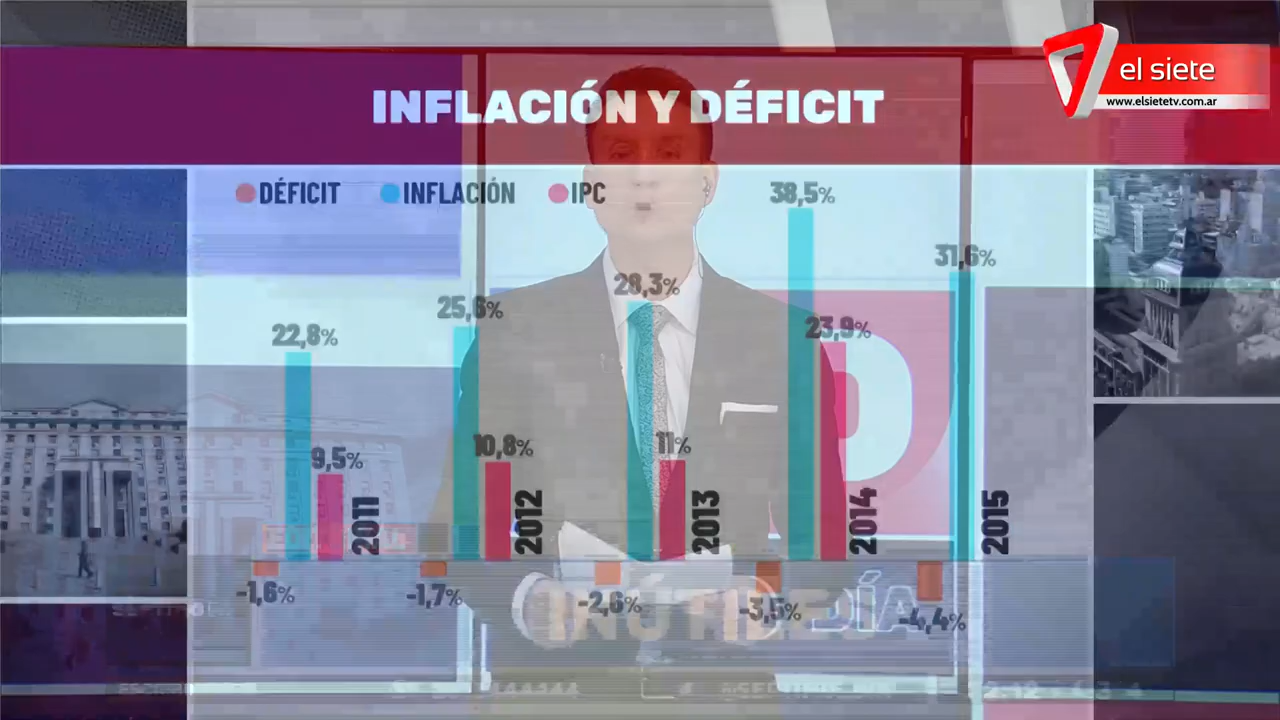 el siete
www.elsietetv.com.ar
INFLACIÓN Y DÉFICIT
DÉFICIT INFLACIÓN IPC
38,5%
31,6%
28,3%
25,6%
23,9%
22,8%
11%
10,8%
9,5%
2011 2012 2013 2014 2015
-1,6% -1,7% -2,6% -3,5% -4,4%